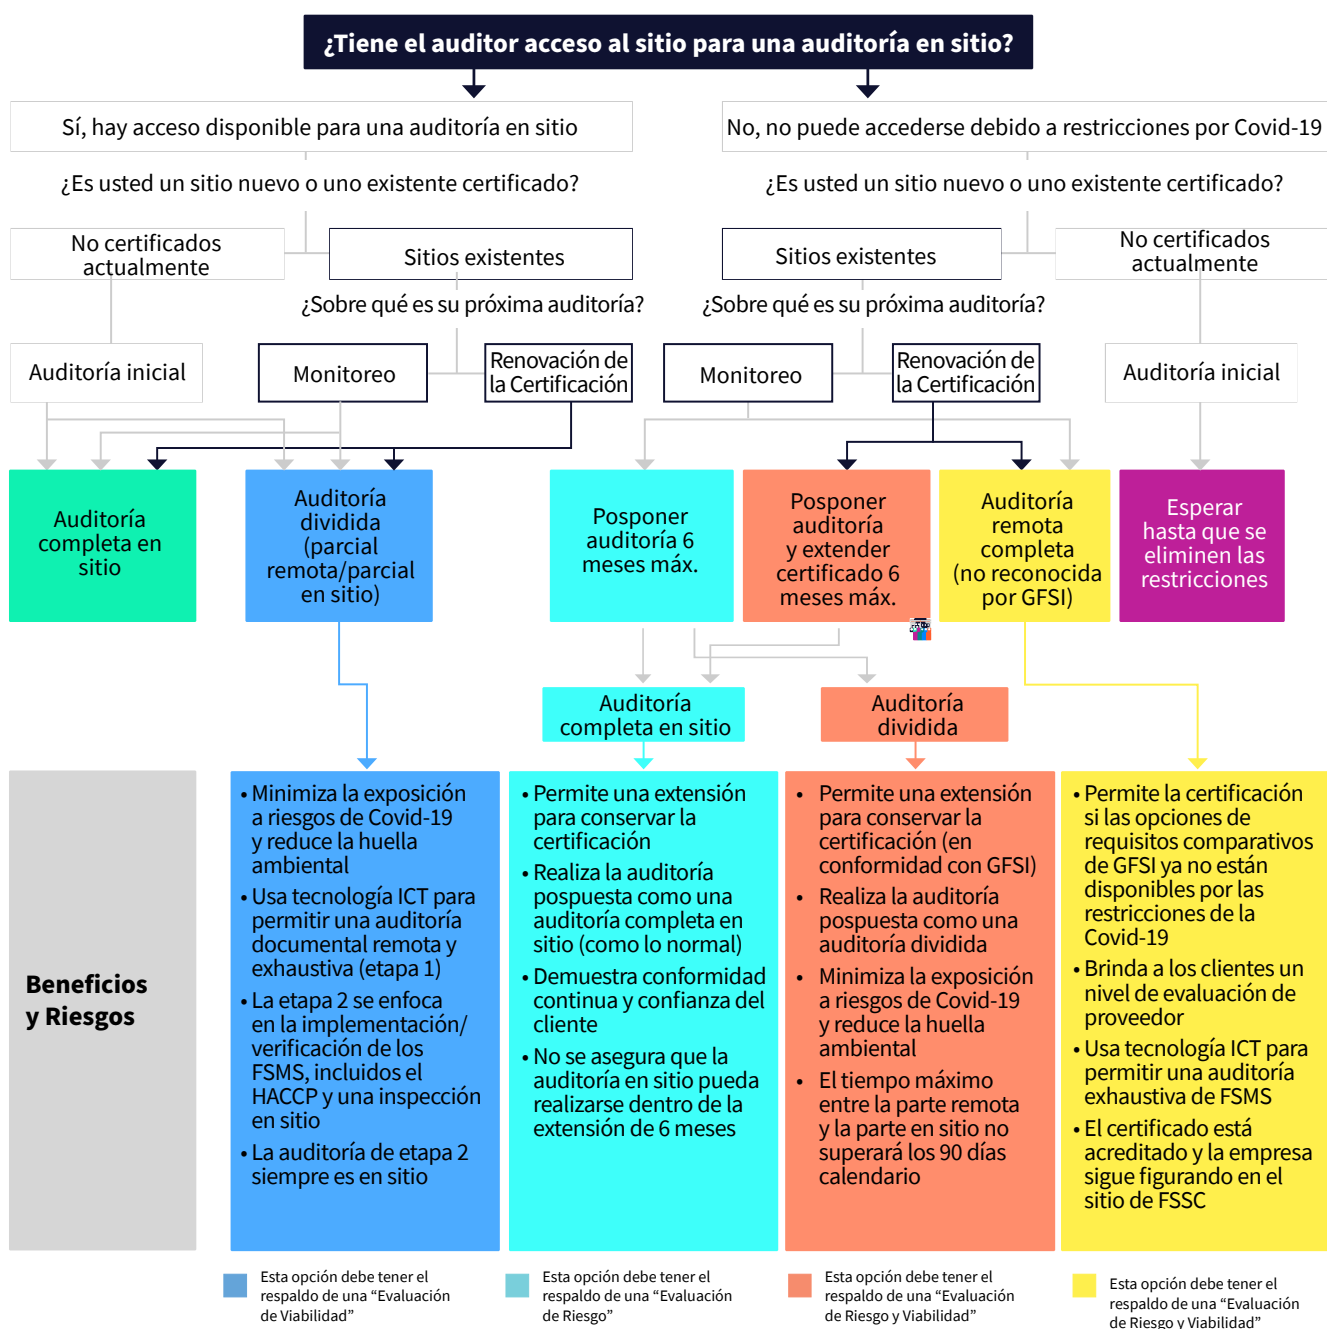 ¿Tiene el auditor acceso al sitio para una auditoría en sitio?
Sí, hay acceso disponible para una auditoría en sitio
No, no puede accederse debido a restricciones por Covid-19
¿Es usted un sitio nuevo o uno existente certificado?
¿Es usted un sitio nuevo o uno existente certificado?
No certificados
actualmente
Sitios existentes
Sitios existentes
No certificados
actualmente
¿Sobre qué es su próxima auditoría?
¿Sobre qué es su próxima auditoría?
Auditoría inicial
Monitoreo
Renovación de
la Certificación
Monitoreo
Renovación de
la Certificación
Auditoría inicial
Auditoría
completa en
sitio
Auditoría
dividida
(parcial
remota/parcial
en sitio)
Posponer
auditoría 6
meses máx.
Posponer
auditoría
y extender
certificado 6
meses máx.
Auditoría
remota
completa
(no reconocida
por GFSI)
Esperar
hasta que se
eliminen las
restricciones
Auditoría
completa en sitio
Auditoría
dividida
Beneficios
y Riesgos
• Minimiza la exposición
a riesgos de Covid-19
y reduce la huella
ambiental
• Usa tecnología ICT para
permitir una auditoría
documental remota y
exhaustiva (etapa 1)
• La etapa 2 se enfoca
en la implementación/
verificación de los
FSMS, incluidos el
HACCP y una inspección
en sitio
• La auditoría de etapa 2
siempre es en sitio
• Permite una extensión
para conservar la
certificación
• Realiza la auditoría
pospuesta como una
auditoría completa en
sitio (como lo normal)
• Demuestra conformidad
continua y confianza del
cliente
• No se asegura que la
auditoría en sitio pueda
realizarse dentro de la
extensión de 6 meses
• Permite una extensión
para conservar la
certificación (en
conformidad con GFSI)
• Realiza la auditoría
pospuesta como una
auditoría dividida
• Minimiza la exposición
a riesgos de Covid-19
y reduce la huella
ambiental
• El tiempo máximo
entre la parte remota
y la parte en sitio no
superará los 90 días
calendario
• Permite la certificación
si las opciones de
requisitos comparativos
de GFSI ya no están
disponibles por las
restricciones de la
Covid-19
• Brinda a los clientes un
nivel de evaluación de
proveedor
• Usa tecnología ICT para
permitir una auditoría
exhaustiva de FSMS
• El certificado está
acreditado y la empresa
sigue figurando en el
sitio de FSSC
Esta opción debe tener el
respaldo de una “Evaluación
de Viabilidad”
Esta opción debe tener el
respaldo de una “Evaluación
de Riesgo”
Esta opción debe tener el
respaldo de una “Evaluación
de Riesgo y Viabilidad”
Esta opción debe tener el
respaldo de una “Evaluación
de Riesgo y Viabilidad”